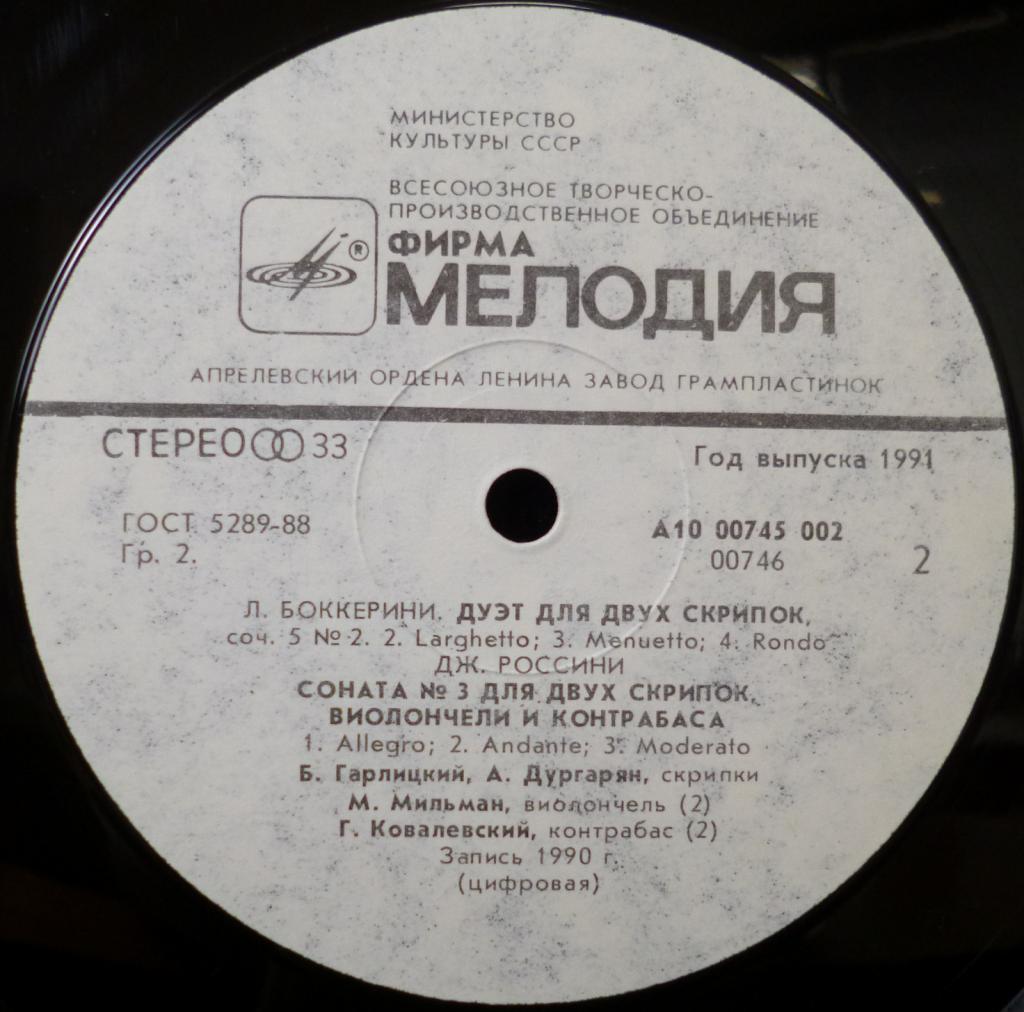 МИНИСТЕРСТВО
КУЛЬТУРЫ СССР
ВСЕСОЮЗНОЕ ТВОРЧЕСКО-
ПРОИЗВОДСТВЕННОЕ ОБЪЕДИНЕНИЕ
ФИРМА
®
МЕЛОДИЯ
АПРЕЛЕВСКИЙ ОРДЕНА ЛЕНИНА ЗАВОД ГРАМПЛАСТИНОК
СТЕРЕО 33
Год выпуска 1991
ГОСТ 5289-88
Гр. 2.
А10 00745 002
00746
2
Л. БОККЕРИНИ. ДУЭТ ДЛЯ ДВУХ СКРИПОК,
соч. 5 № 2. 2. Larghetto; 3. Menuetto; 4. Rondo
ДЖ. РОССИНИ
СОНАТА № 3 ДЛЯ ДВУХ СКРИПОК,
ВИОЛОНЧЕЛИ И КОНТРАБАСА
1. Allegro; 2. Andante; 3. Moderato
Б. Гарлицкий, А. Дургарян, скрипки
М. Мильман, виолончель (2)
Г. Ковалевский, контрабас (2)
Запись 1990 г.
(цифровая)